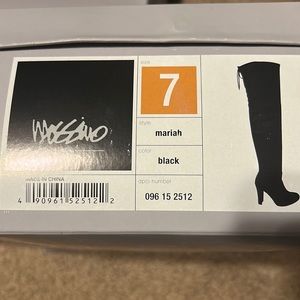 mossimo
size
7
style
mariah
color
black
MADE IN CHINA
dpci number
4 90961 52512 2
096 15 2512